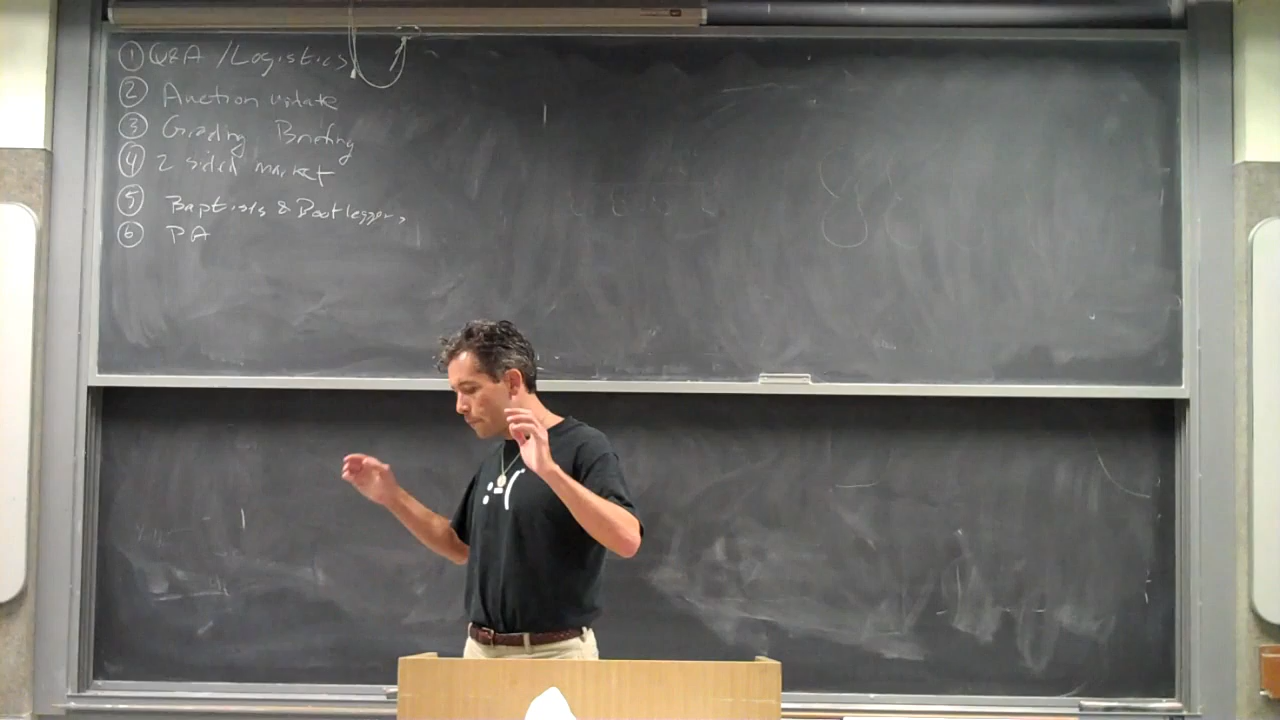 ① Q&A / Logistics
② Auction update
③ Grading Briefing
④ 2 sided market
⑤ Baptists & Bootleggers
⑥ PA
:-/